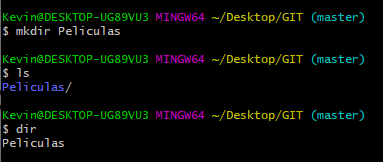 Kevin@DESKTOP-UG89VU3 MINGW64 ~/Desktop/GIT (master)
$ mkdir Peliculas
Kevin@DESKTOP-UG89VU3 MINGW64 ~/Desktop/GIT (master)
$ ls
Peliculas/
Kevin@DESKTOP-UG89VU3 MINGW64 ~/Desktop/GIT (master)
$ dir
Peliculas